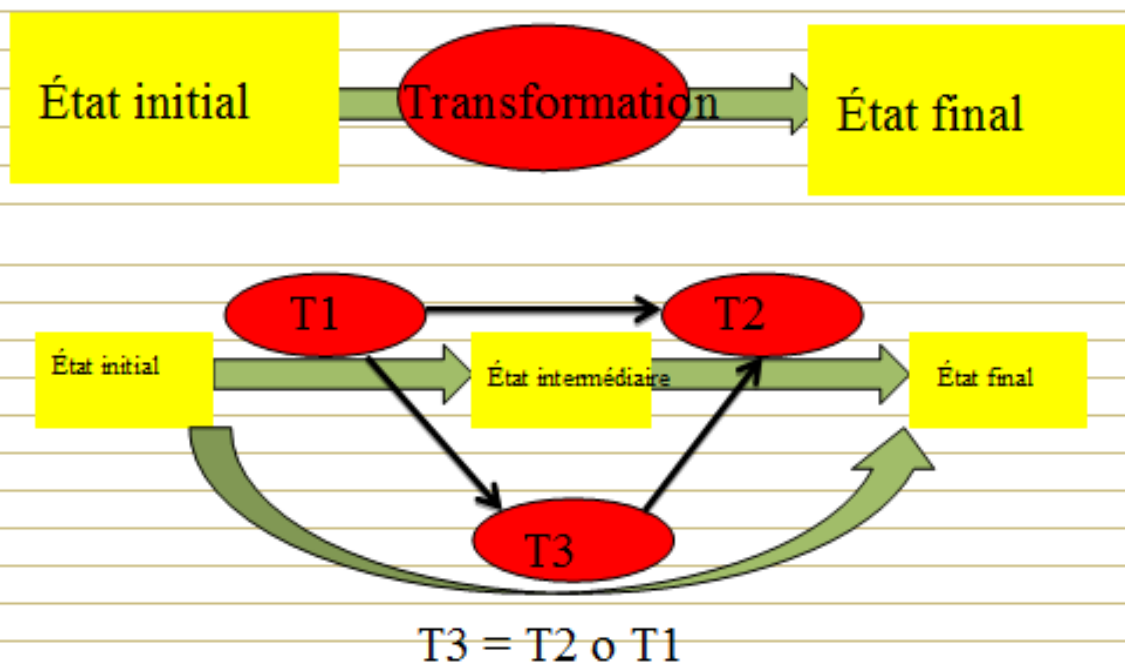 État initial
Transformation
État final
T1
T2
État initial
État intermédiaire
État final
T3
T3 = T2 o T1